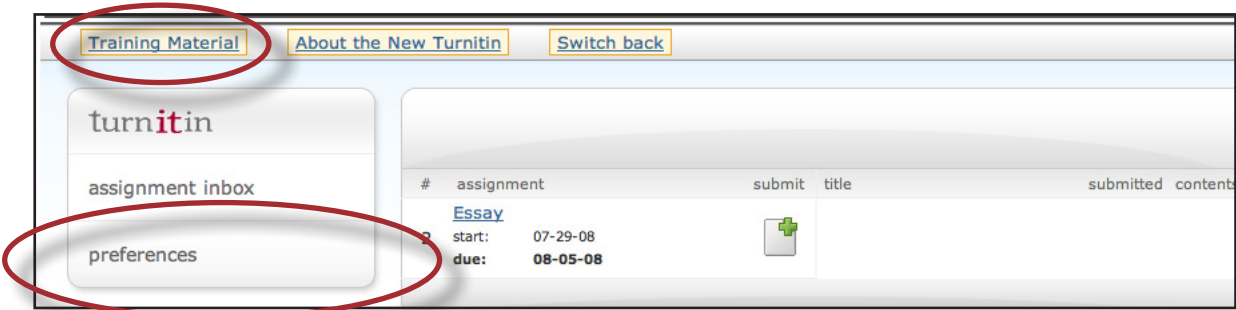 Training Material About the New Turnitin Switch back
turnitin
assignment inbox
preferences
# assignment submit title submitted contents
Essay
2 start: 07-29-08
due: 08-05-08